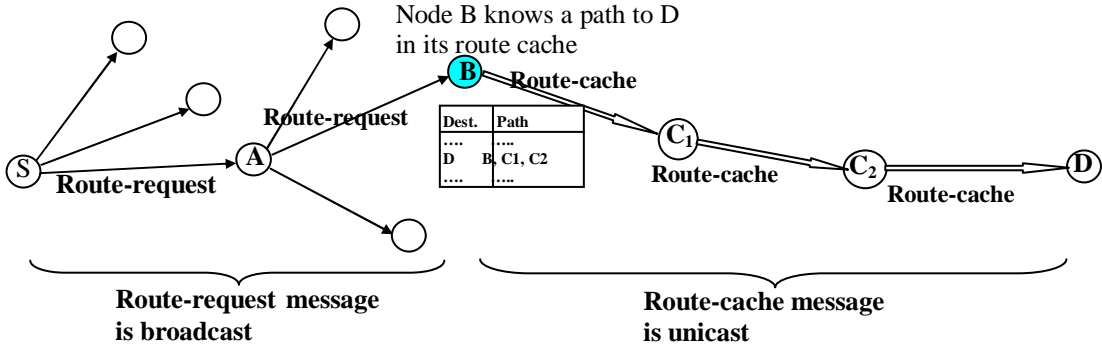 Node B knows a path to D
in its route cache
B
Route-cache
Route-request
Dest. Path
.... .....
D B, C1, C2
.... .....
S
A
Route-request
C1
Route-cache
C2
Route-cache
D
Route-request message
is broadcast
Route-cache message
is unicast